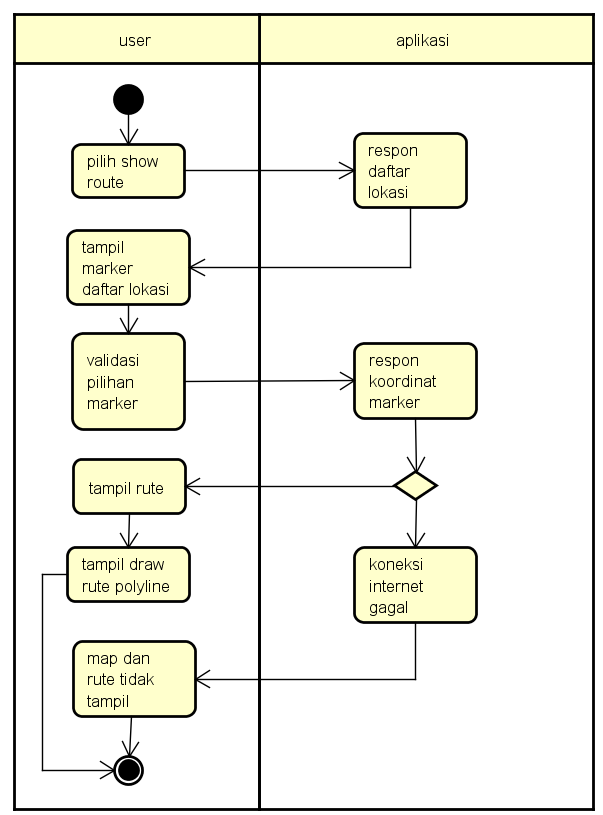 user
aplikasi
pilih show
route
respon
daftar
lokasi
tampil
marker
daftar lokasi
validasi
pilihan
marker
respon
koordinat
marker
tampil rute
tampil draw
rute polyline
koneksi
internet
gagal
map dan
rute tidak
tampil